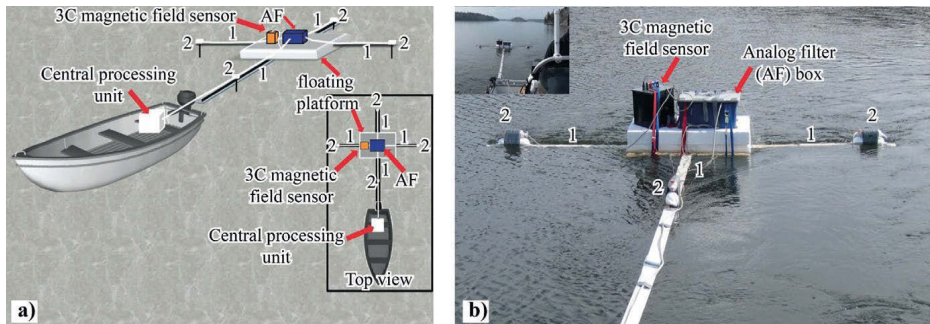 3C magnetic field sensor
AF
1
2
2
1
1
2
1
2
Central processing
unit
floating
platform
2
1
1
1
2
2
1
2
3C magnetic
field sensor
AF
Central processing
unit
Top view
a)
3C magnetic
field sensor
Analog filter
(AF) box
2
2
1
1
1
2
b)